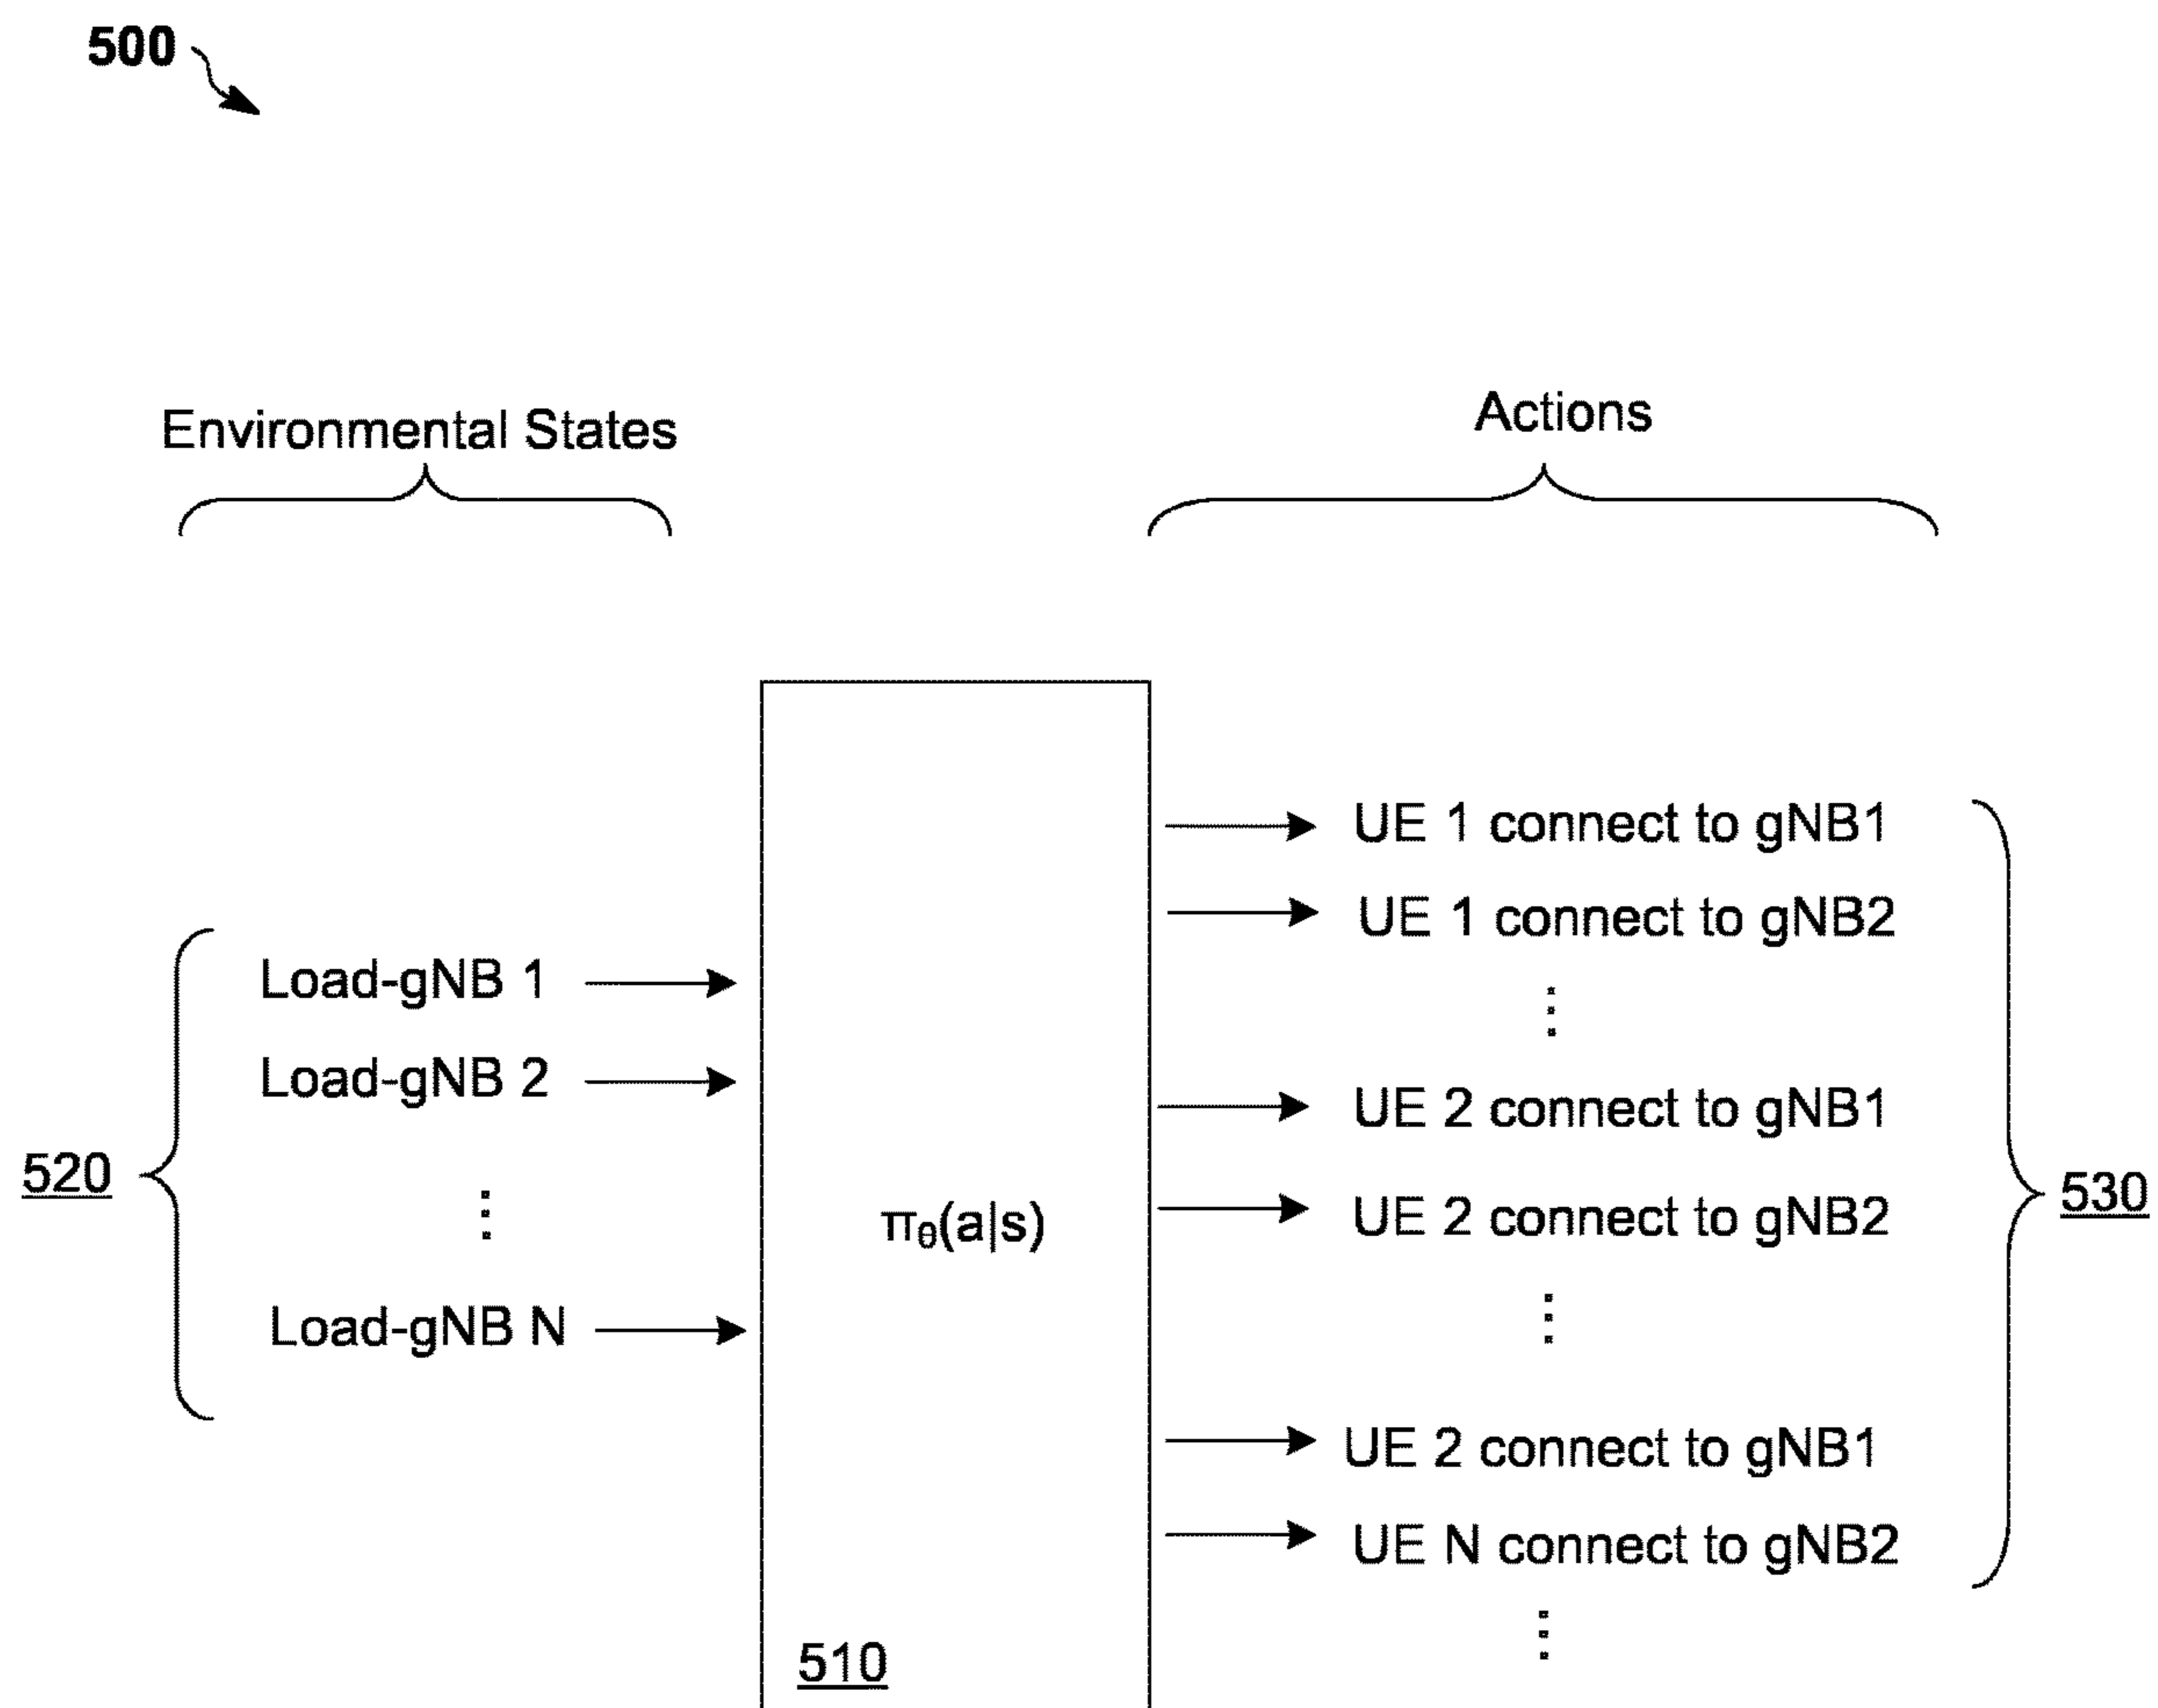 500
Environmental States
Actions
UE 1 connect to gNB1
UE 1 connect to gNB2
Load-gNB 1
Load-gNB 2
UE 2 connect to gNB1
520
530
πθ(a|s)
UE 2 connect to gNB2
Load-gNB N
UE 2 connect to gNB1
UE N connect to gNB2
510